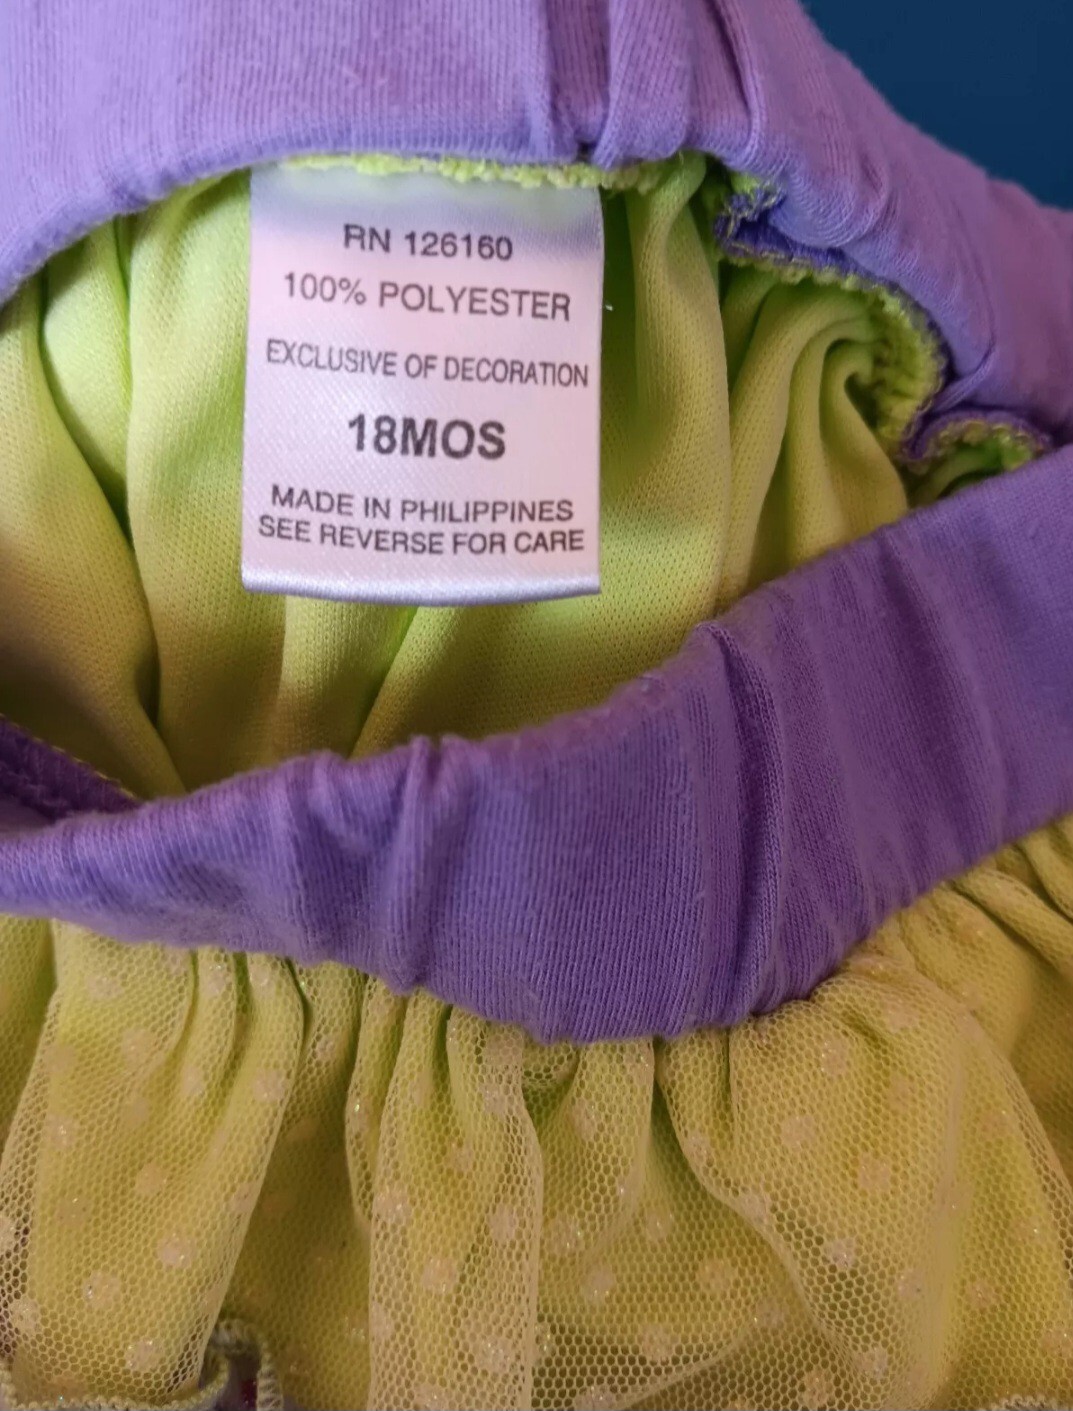 RN 126160
100% POLYESTER
EXCLUSIVE OF DECORATION
18MOS
MADE IN PHILIPPINES
SEE REVERSE FOR CARE